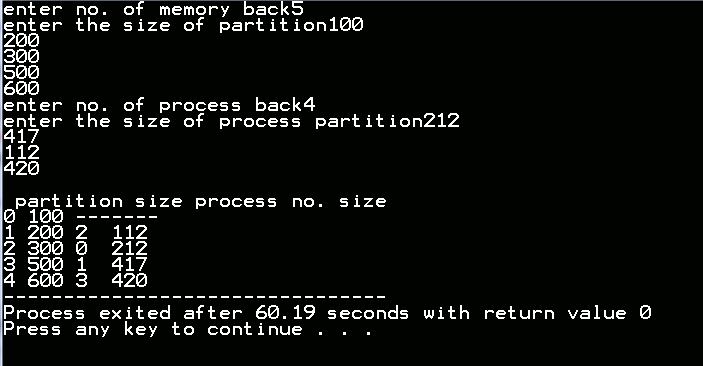 enter no. of memory back5
enter the size of partition100
200
300
500
600
enter no. of process back4
enter the size of process partition212
417
112
420
partition size process no. size
0 100 -------
1 200 2 112
2 300 0 212
3 500 1 417
4 600 3 420
--------------------------------
Process exited after 60.19 seconds with return value 0
Press any key to continue . . .